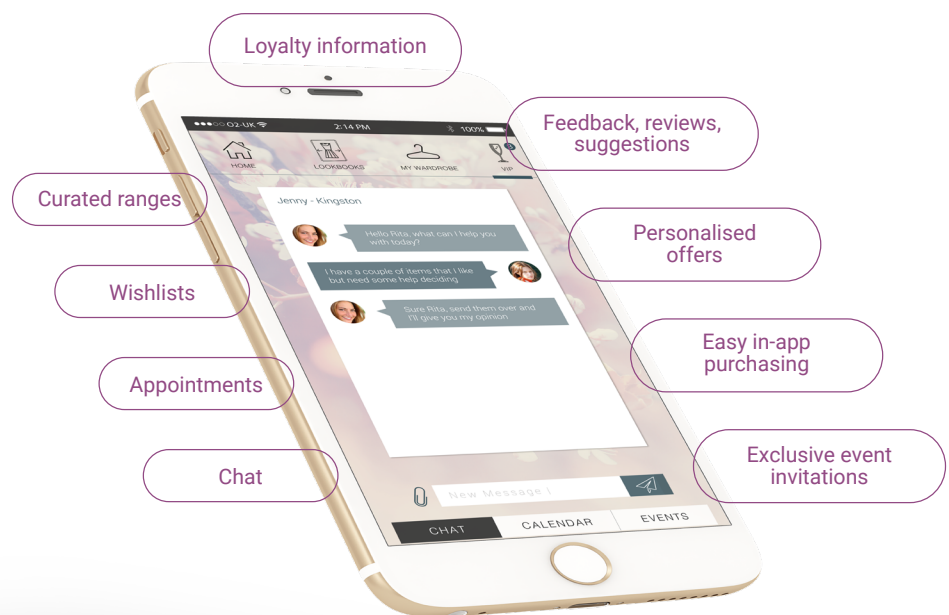 Loyalty information
Feedback, reviews,
suggestions
Curated ranges
Personalised
offers
Wishlists
Easy in-app
purchasing
Appointments
Exclusive event
invitations
Chat
O2-UK 2:14 PM 100%
HOME LOOKBOOKS MY WARDROBE VIP
Jenny - Kingston
Hello Rita, what can I help you
with today?
I have a couple of items that I like
but need some help deciding
Sure Rita, send them over and
I'll give you my opinion
New Message |
CHAT CALENDAR EVENTS